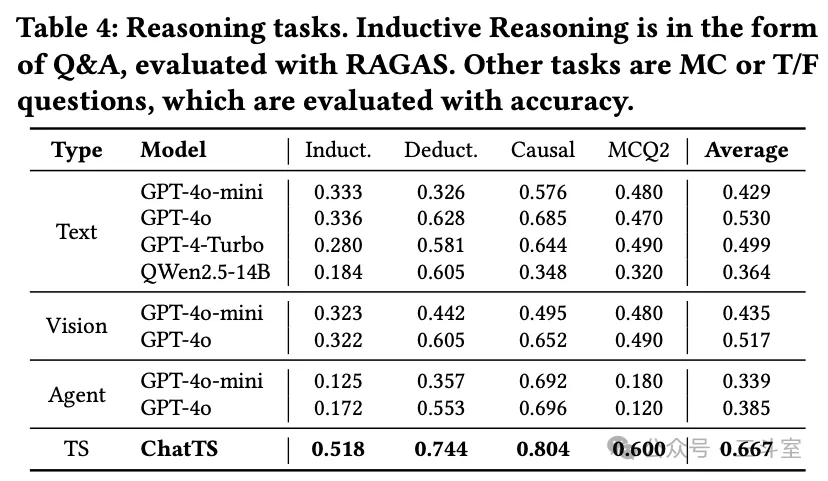 Table 4: Reasoning tasks. Inductive Reasoning is in the form
of Q&A, evaluated with RAGAS. Other tasks are MC or T/F
questions, which are evaluated with accuracy.
Type Model Induct. Deduct. Causal MCQ2 Average
Text
GPT-4o-mini 0.333 0.326 0.576 0.480 0.429
GPT-4o 0.336 0.628 0.685 0.470 0.530
GPT-4-Turbo 0.280 0.581 0.644 0.490 0.499
QWen2.5-14B 0.184 0.605 0.348 0.320 0.364
Vision
GPT-4o-mini 0.323 0.442 0.495 0.480 0.435
GPT-4o 0.322 0.605 0.652 0.490 0.517
Agent
GPT-4o-mini 0.125 0.357 0.692 0.180 0.339
GPT-4o 0.172 0.553 0.696 0.120 0.385
TS ChatTS 0.518 0.744 0.804 0.600 0.667
公众号